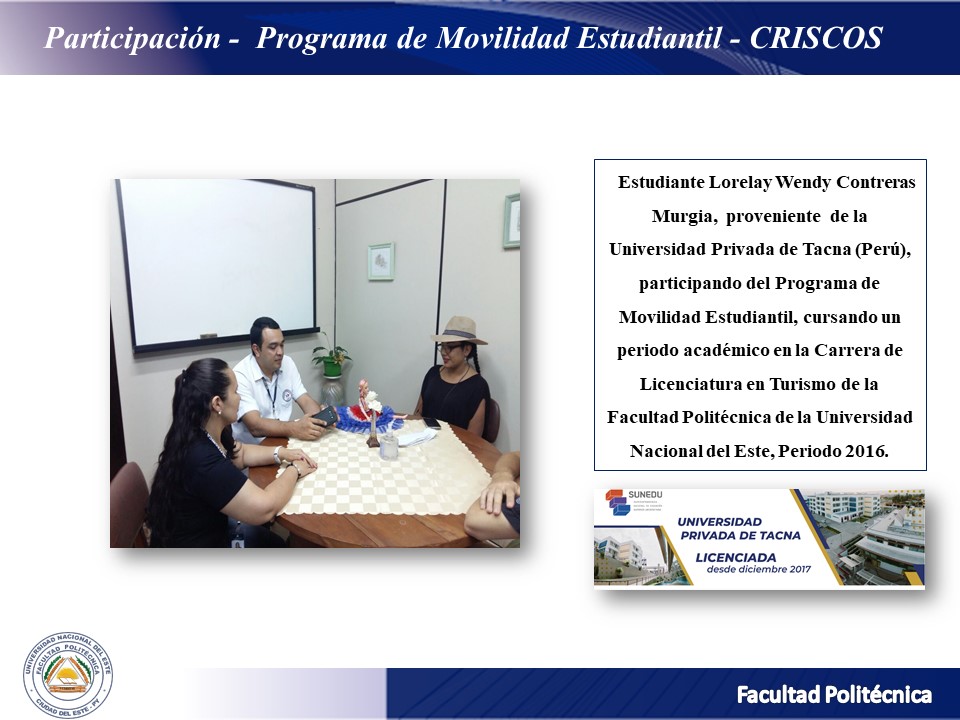 Participación - Programa de Movilidad Estudiantil - CRISCOS
Estudiante Lorelay Wendy Contreras
Murgia, proveniente de la
Universidad Privada de Tacna (Perú),
participando del Programa de
Movilidad Estudiantil, cursando un
periodo académico en la Carrera de
Licenciatura en Turismo de la
Facultad Politécnica de la Universidad
Nacional del Este, Periodo 2016.
SUNEDU
UNIVERSIDAD
PRIVADA DE TACNA
LICENCIADA
desde diciembre 2017
UNIVERSIDAD NACIONAL DEL ESTE
FACULTAD POLITÉCNICA
CIUDAD DEL ESTE - PY
Facultad Politécnica